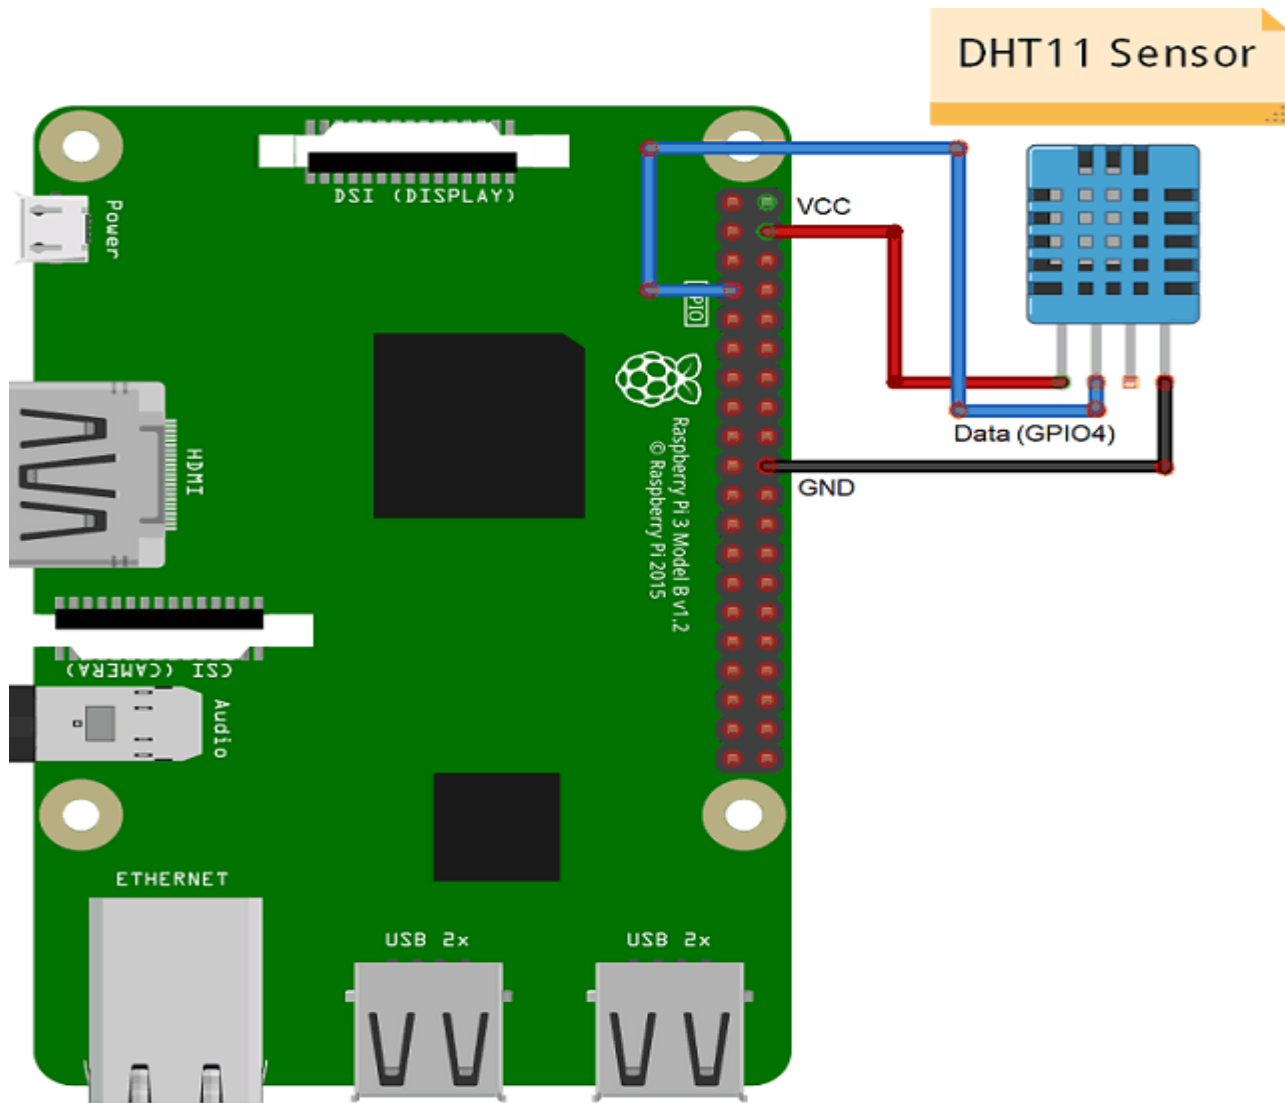 DHT11 Sensor
DSI (DISPLAY)
Power
VCC
GPIO
HDMI
Raspberry Pi 3 Model B v1.2
© Raspberry Pi 2015
Data (GPIO4)
GND
CSI (CAMERA)
Audio
ETHERNET
USB 2x
USB 2x